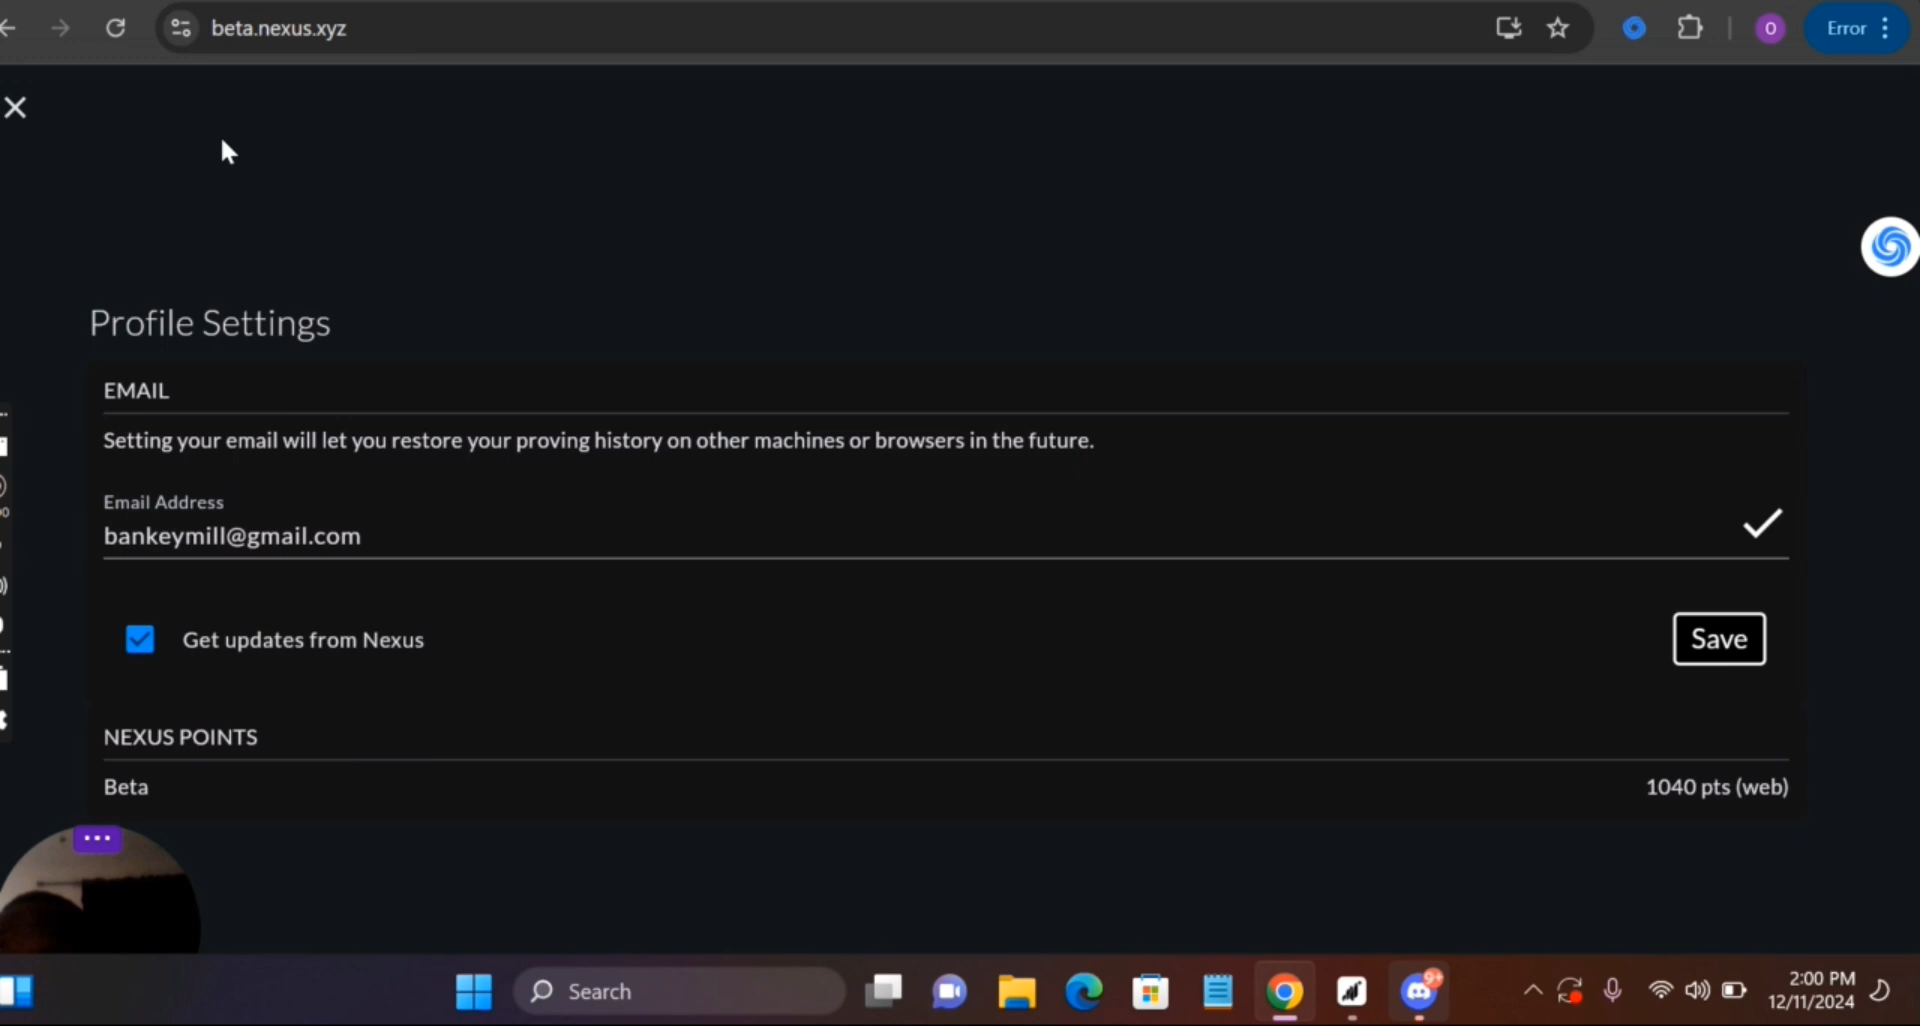 beta.nexus.xyz
O
Error
Profile Settings
EMAIL
Setting your email will let you restore your proving history on other machines or browsers in the future.
Email Address
bankeymill@gmail.com
Get updates from Nexus
Save
NEXUS POINTS
Beta
1040 pts (web)
Search
9+
2:00 PM
12/11/2024